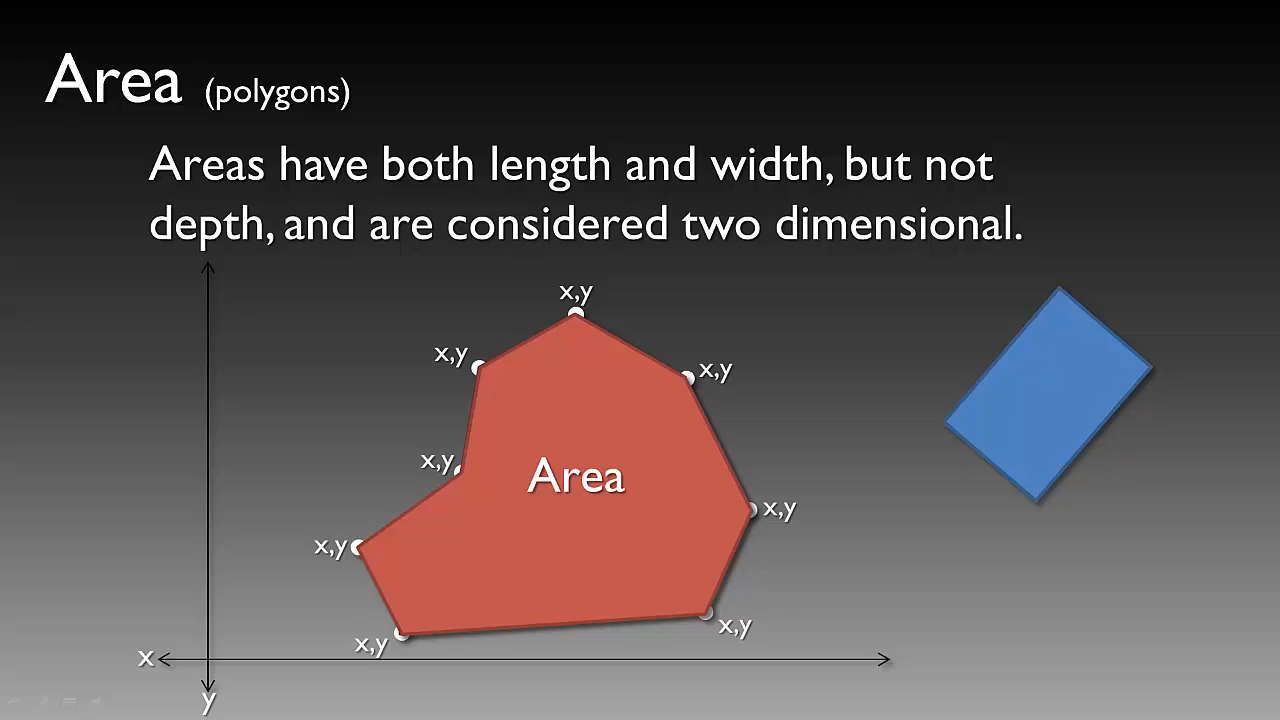 Area (polygons)
Areas have both length and width, but not
depth, and are considered two dimensional.
x,y
x,y
x,y
x,y
Area
x,y
x,y
x,y
x,y
x
y